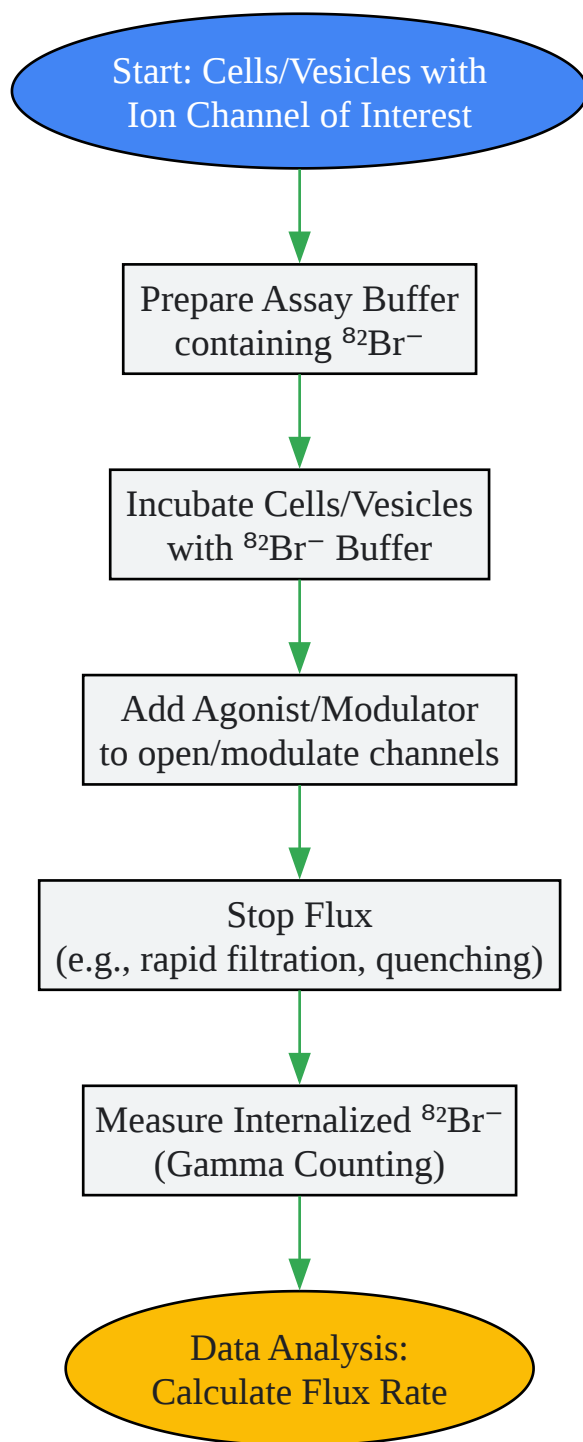 Start: Cells/Vesicles with
Ion Channel of Interest
Prepare Assay Buffer
containing ⁸²Br⁻
Incubate Cells/Vesicles
with ⁸²Br⁻ Buffer
Add Agonist/Modulator
to open/modulate channels
Stop Flux
(e.g., rapid filtration, quenching)
Measure Internalized ⁸²Br⁻
(Gamma Counting)
Data Analysis:
Calculate Flux Rate